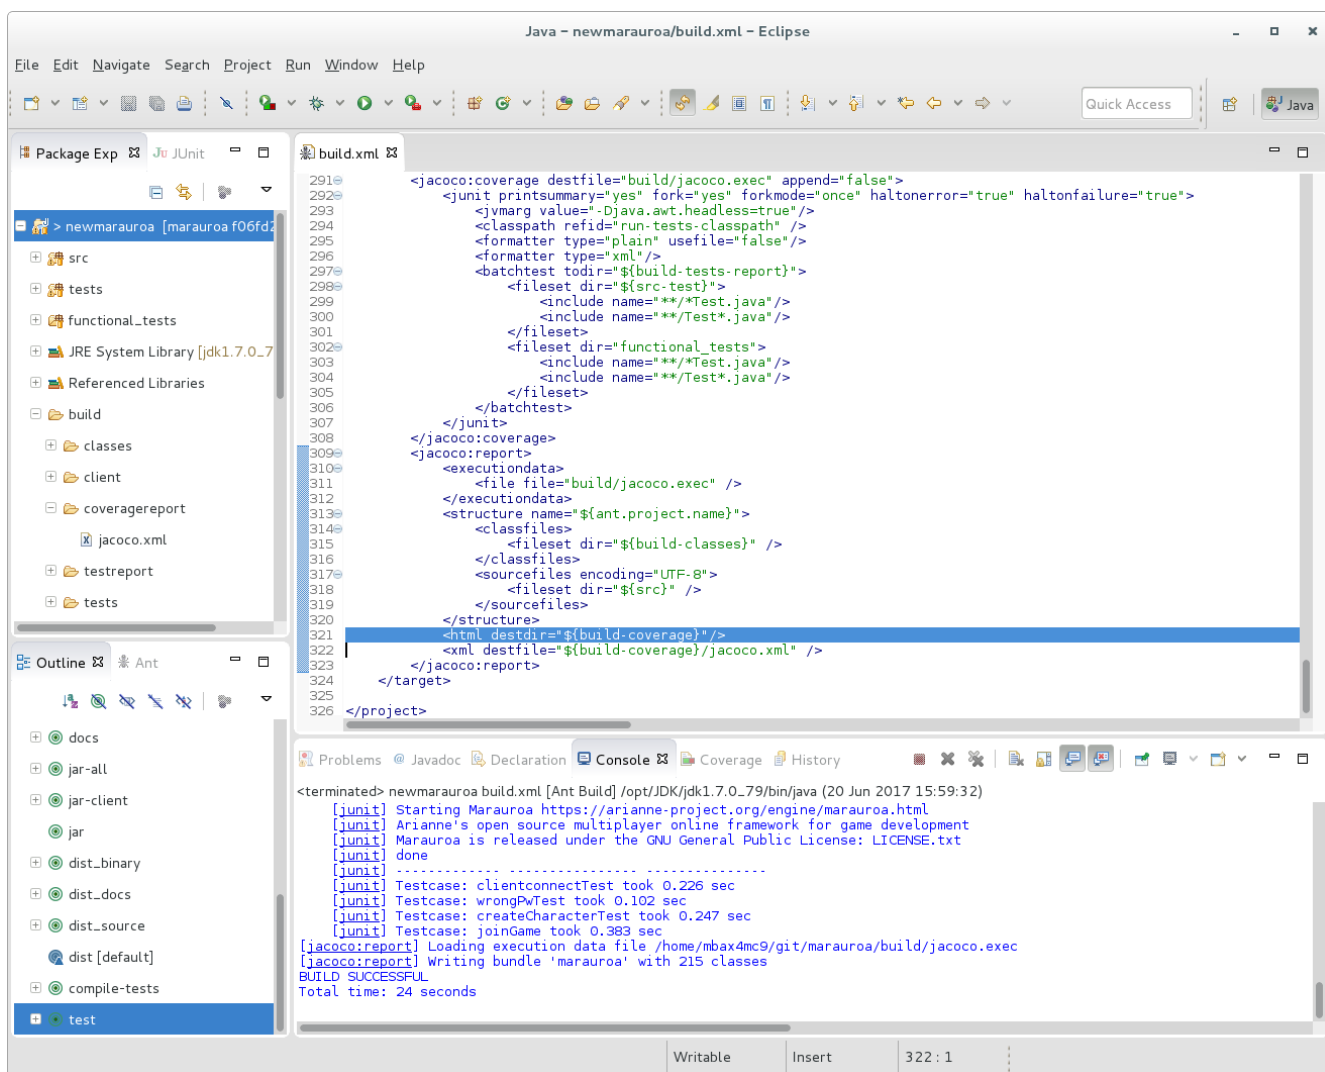 Java – newmarauroa/build.xml – Eclipse
File Edit Navigate Search Project Run Window Help
Quick Access
Java
Package Exp
JUnit
> newmarauroa [marauroa f06fd2
src
tests
functional_tests
JRE System Library [jdk1.7.0_7
Referenced Libraries
build
classes
client
coveragereport
jacoco.xml
testreport
tests
Outline
Ant
docs
jar-all
jar-client
jar
dist_binary
dist_docs
dist_source
dist [default]
compile-tests
test
build.xml
291 <jacoco:coverage destfile="build/jacoco.exec" append="false">
292 <junit printsummary="yes" fork="yes" forkmode="once" haltonerror="true" haltonfailure="true">
293 <jvmarg value="-Djava.awt.headless=true"/>
294 <classpath refid="run-tests-classpath" />
295 <formatter type="plain" usefile="false"/>
296 <formatter type="xml"/>
297 <batchtest todir="${build-tests-report}">
298 <fileset dir="${src-test}">
299 <include name="**/*Test.java"/>
300 <include name="**/Test*.java"/>
301 </fileset>
302 <fileset dir="functional_tests">
303 <include name="**/*Test.java"/>
304 <include name="**/Test*.java"/>
305 </fileset>
306 </batchtest>
307 </junit>
308 </jacoco:coverage>
309 <jacoco:report>
310 <executiondata>
311 <file file="build/jacoco.exec" />
312 </executiondata>
313 <structure name="${ant.project.name}">
314 <classfiles>
315 <fileset dir="${build-classes}" />
316 </classfiles>
317 <sourcefiles encoding="UTF-8">
318 <fileset dir="${src}" />
319 </sourcefiles>
320 </structure>
321 <html destdir="${build-coverage}"/>
322 <xml destfile="${build-coverage}/jacoco.xml" />
323 </jacoco:report>
324 </target>
325
326 </project>
Problems @ Javadoc Declaration Console Coverage History
<terminated> newmarauroa build.xml [Ant Build] /opt/JDK/jdk1.7.0_79/bin/java (20 Jun 2017 15:59:32)
[junit] Starting Marauroa https://arianne-project.org/engine/marauroa.html
[junit] Arianne's open source multiplayer online framework for game development
[junit] Marauroa is released under the GNU General Public License: LICENSE.txt
[junit] done
[junit] ------------- ---------------- ---------------
[junit] Testcase: clientconnectTest took 0.226 sec
[junit] Testcase: wrongPwTest took 0.102 sec
[junit] Testcase: createCharacterTest took 0.247 sec
[junit] Testcase: joinGame took 0.383 sec
[jacoco:report] Loading execution data file /home/mbax4mc9/git/marauroa/build/jacoco.exec
[jacoco:report] Writing bundle 'marauroa' with 215 classes
BUILD SUCCESSFUL
Total time: 24 seconds
Writable
Insert
322 : 1